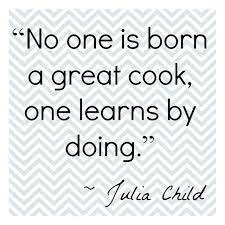 “No one is born
a great cook,
one learns by
doing.”
~ Julia Child